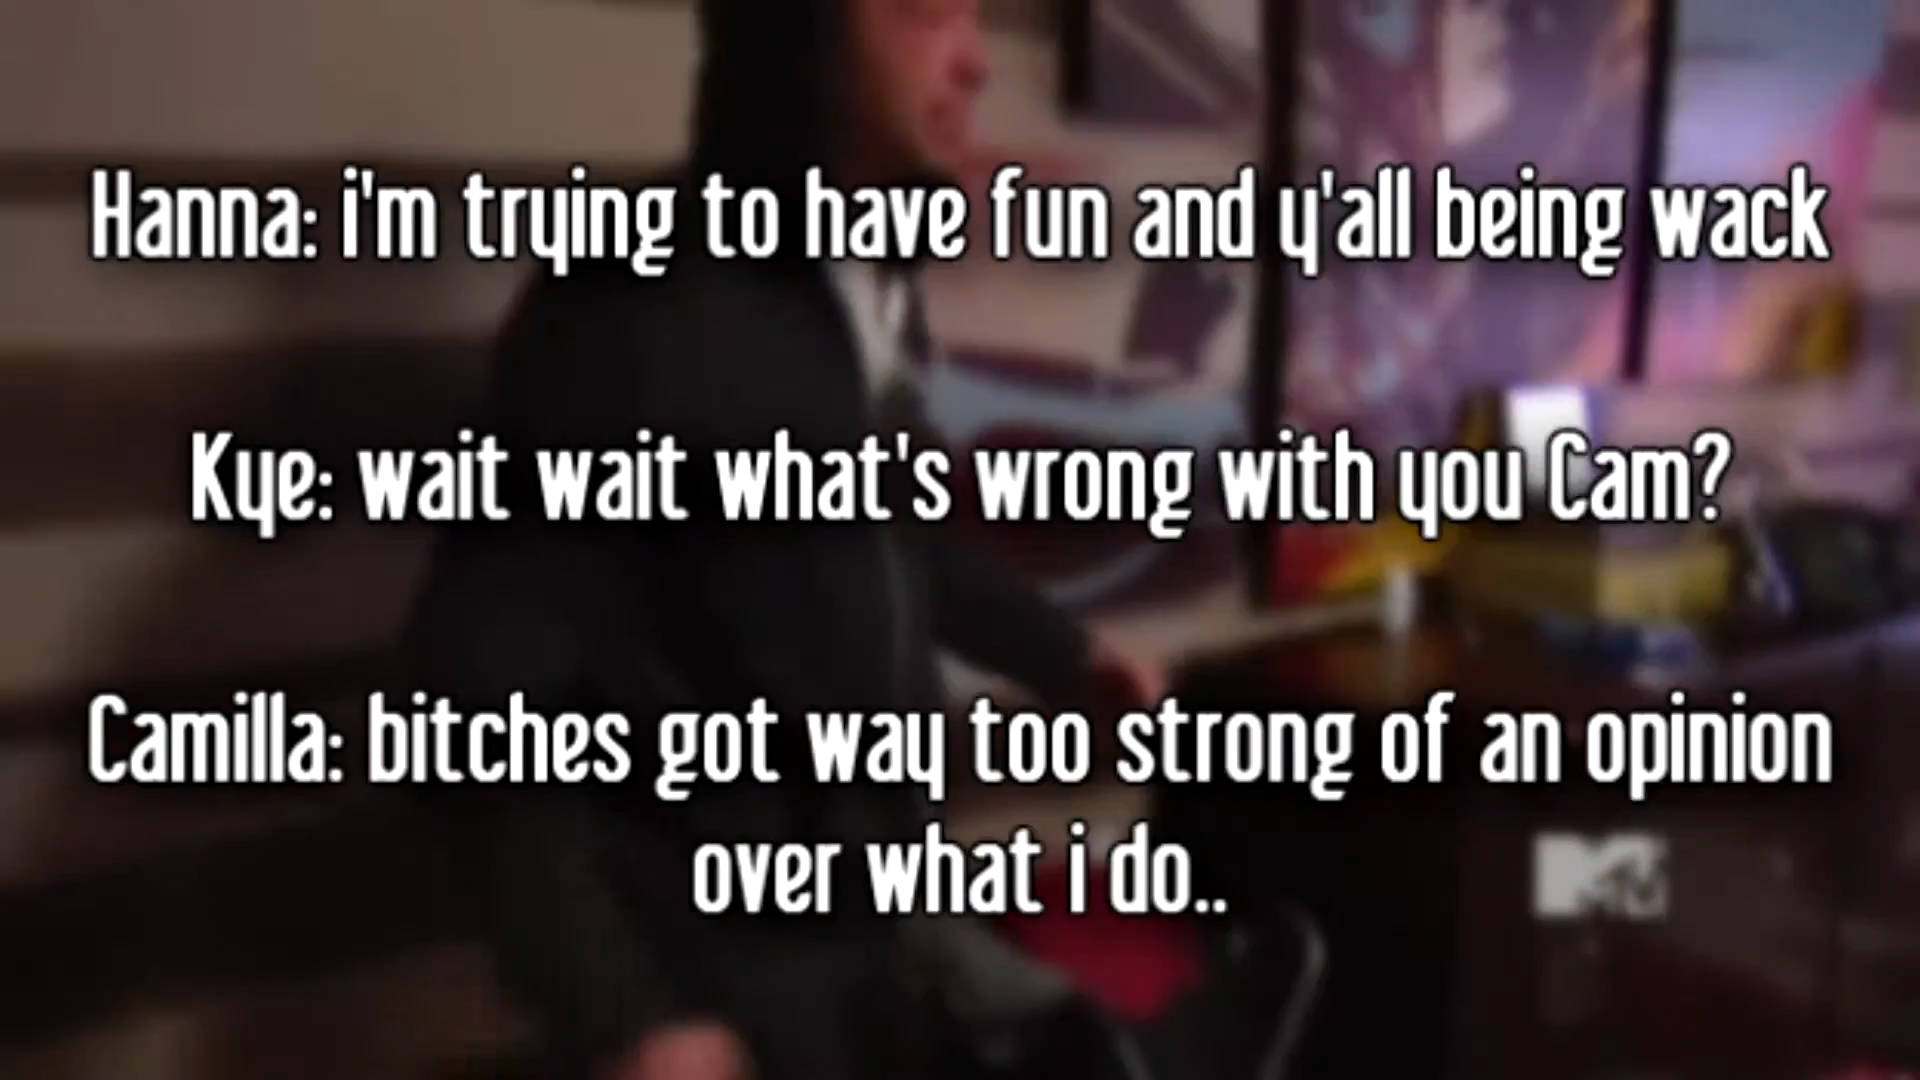 Hanna: i'm trying to have fun and y'all being wack
Kye: wait wait what's wrong with you Cam?
Camilla: bitches got way too strong of an opinion
over what i do..
MTV